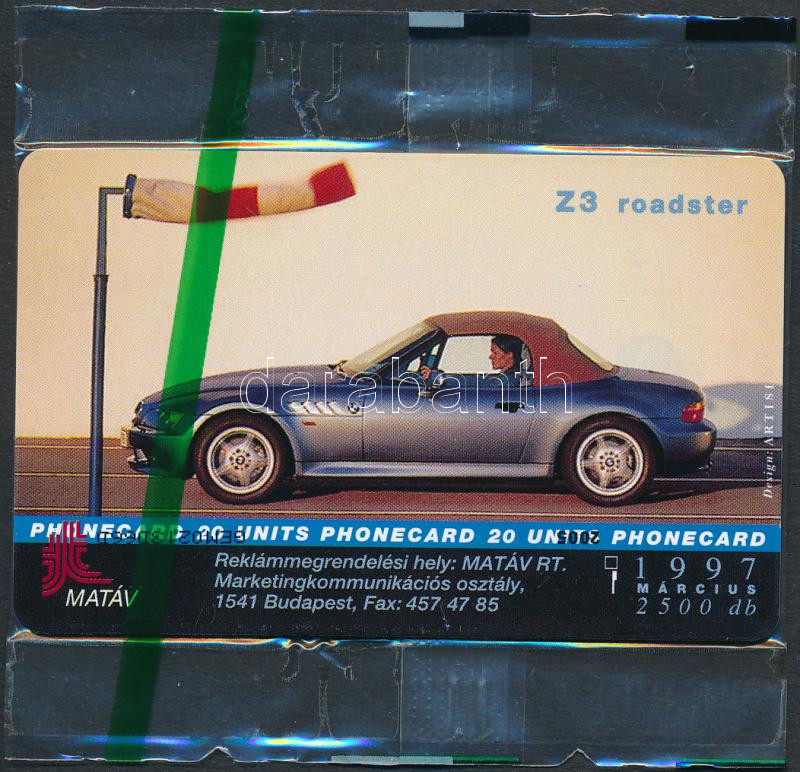 Z3 roadster
darabanth
Design: ARTISI
PHONECARD 20 UNITS PHONECARD 20 UNITS PHONECARD
2005
MATÁV
Reklámmegrendelési hely: MATÁV RT.
Marketingkommunikációs osztály,
1541 Budapest, Fax: 457 47 85
1997
MÁRCIUS
2500 db